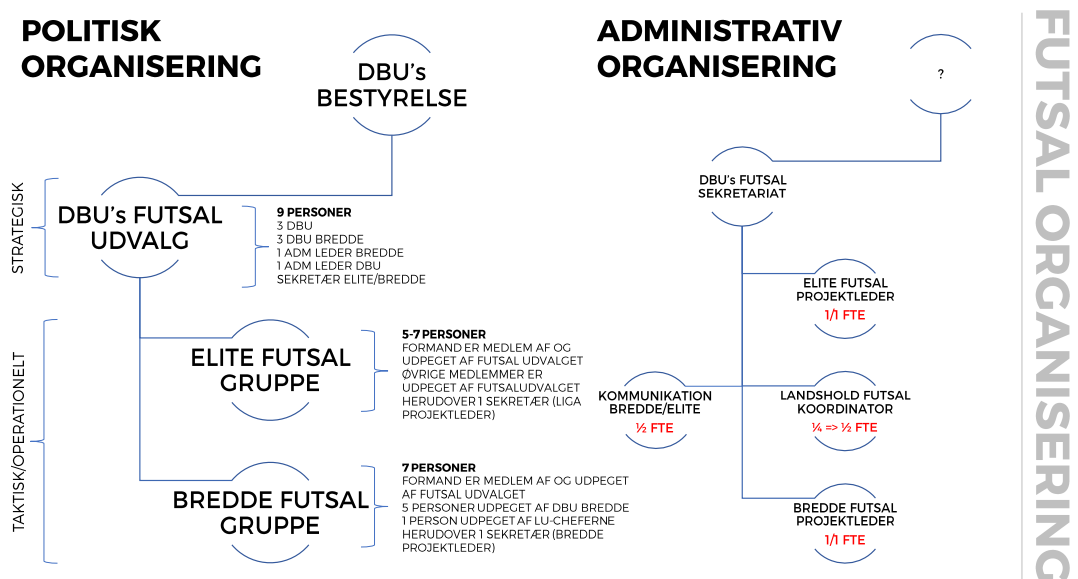 POLITISK
ORGANISERING
DBU's
BESTYRELSE
STRATEGISK
DBU's FUTSAL
UDVALG
9 PERSONER
3 DBU
3 DBU BREDDE
1 ADM LEDER BREDDE
1 ADM LEDER DBU
SEKRETÆR ELITE/BREDDE
TAKTISK/OPERATIONELT
ELITE FUTSAL
GRUPPE
5-7 PERSONER
FORMAND ER MEDLEM AF OG
UDPEGET AF FUTSAL UDVALGET
ØVRIGE MEDLEMMER ER
UDPEGET AF FUTSALUDVALGET
HERUDOVER 1 SEKRETÆR (LIGA
PROJEKTLEDER)
BREDDE FUTSAL
GRUPPE
7 PERSONER
FORMAND ER MEDLEM AF OG UDPEGET
AF FUTSAL UDVALGET
5 PERSONER UDPEGET AF DBU BREDDE
1 PERSON UDPEGET AF LU-CHEFERNE
HERUDOVER 1 SEKRETÆR (BREDDE
PROJEKTLEDER)
ADMINISTRATIV
ORGANISERING
?
DBU's FUTSAL
SEKRETARIAT
ELITE FUTSAL
PROJEKTLEDER
1/1 FTE
KOMMUNIKATION
BREDDE/ELITE
½ FTE
LANDSHOLD FUTSAL
KOORDINATOR
¼ => ½ FTE
BREDDE FUTSAL
PROJEKTLEDER
1/1 FTE
FUTSAL ORGANISERING